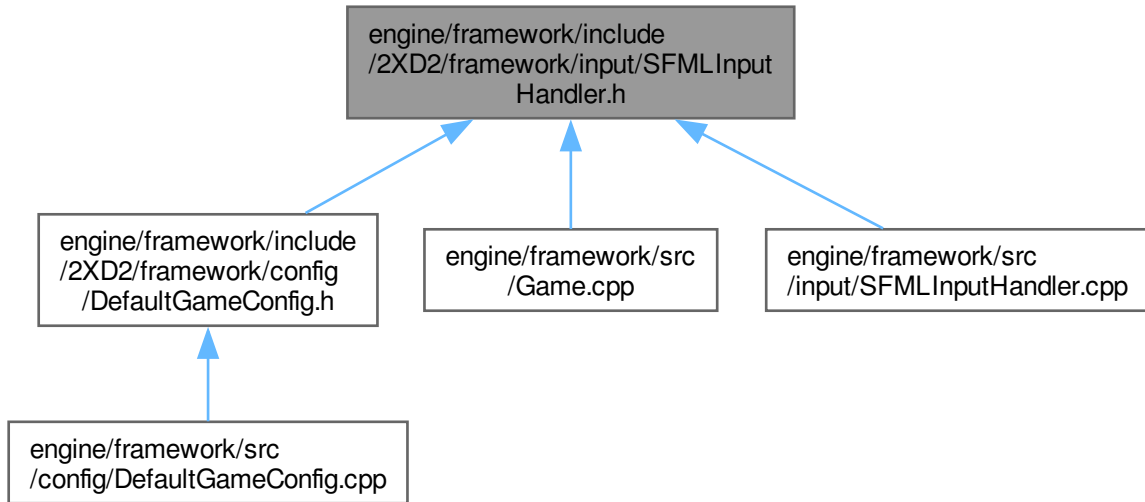 engine/framework/include
/2XD2/framework/input/SFMLInput
Handler.h
engine/framework/include
/2XD2/framework/config
/DefaultGameConfig.h
engine/framework/src
/Game.cpp
engine/framework/src
/input/SFMLInputHandler.cpp
engine/framework/src
/config/DefaultGameConfig.cpp